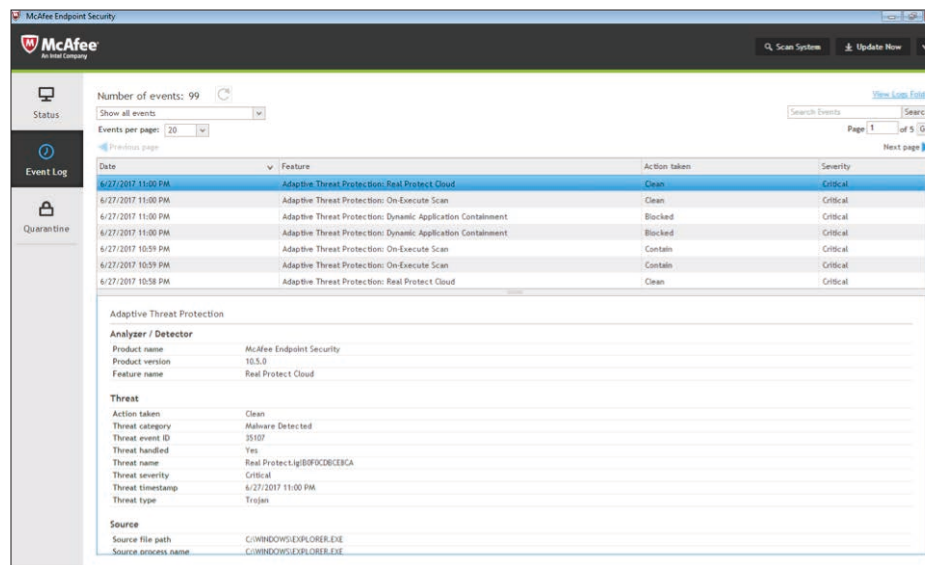 McAfee Endpoint Security
McAfee
An Intel Company
Scan System
Update Now
Status
Event Log
Quarantine
Number of events: 99
View Logs Fold
Show all events
Search Events
Searc
Events per page: 20
Page 1 of 5 G
Previous page
Next page
Date Feature Action taken Severity
6/27/2017 11:00 PM Adaptive Threat Protection: Real Protect Cloud Clean Critical
6/27/2017 11:00 PM Adaptive Threat Protection: On-Execute Scan Clean Critical
6/27/2017 11:00 PM Adaptive Threat Protection: Dynamic Application Containment Blocked Critical
6/27/2017 11:00 PM Adaptive Threat Protection: Dynamic Application Containment Blocked Critical
6/27/2017 10:59 PM Adaptive Threat Protection: On-Execute Scan Contain Critical
6/27/2017 10:59 PM Adaptive Threat Protection: On-Execute Scan Contain Critical
6/27/2017 10:58 PM Adaptive Threat Protection: Real Protect Cloud Clean Critical
Adaptive Threat Protection
Analyzer / Detector
Product name McAfee Endpoint Security
Product version 10.5.0
Feature name Real Protect Cloud
Threat
Action taken Clean
Threat category Malware Detected
Threat event ID 35107
Threat handled Yes
Threat name Real
Threat severity Critical
Threat timestamp 6/27/2017 11:00 PM
Threat type Trojan
Source
Source file path C:\WINDOWS\EXPLORER.EXE
Source process name C:\WINDOWS\EXPLORER.EXE